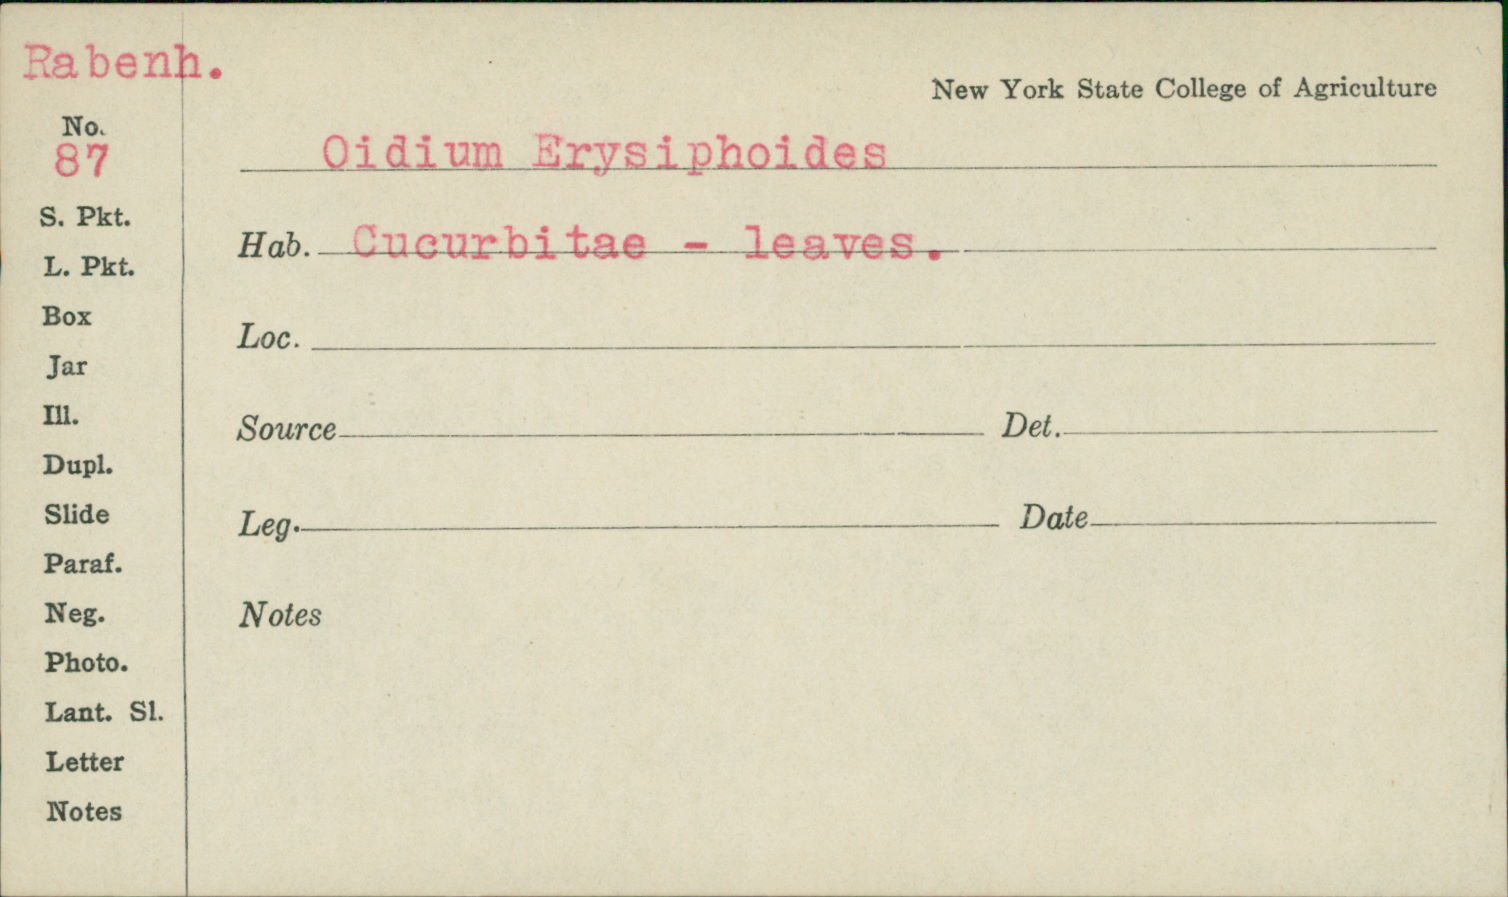 Rabenh.
New York State College of Agriculture
No.
87
Oidium Erysiphoides
S. Pkt.
Hab. Cucurbitae - leaves.
L. Pkt.
Box
Loc.
Jar
Ill.
Source Det.
Dupl.
Slide
Leg. Date
Paraf.
Neg.
Notes
Photo.
Lant. Sl.
Letter
Notes